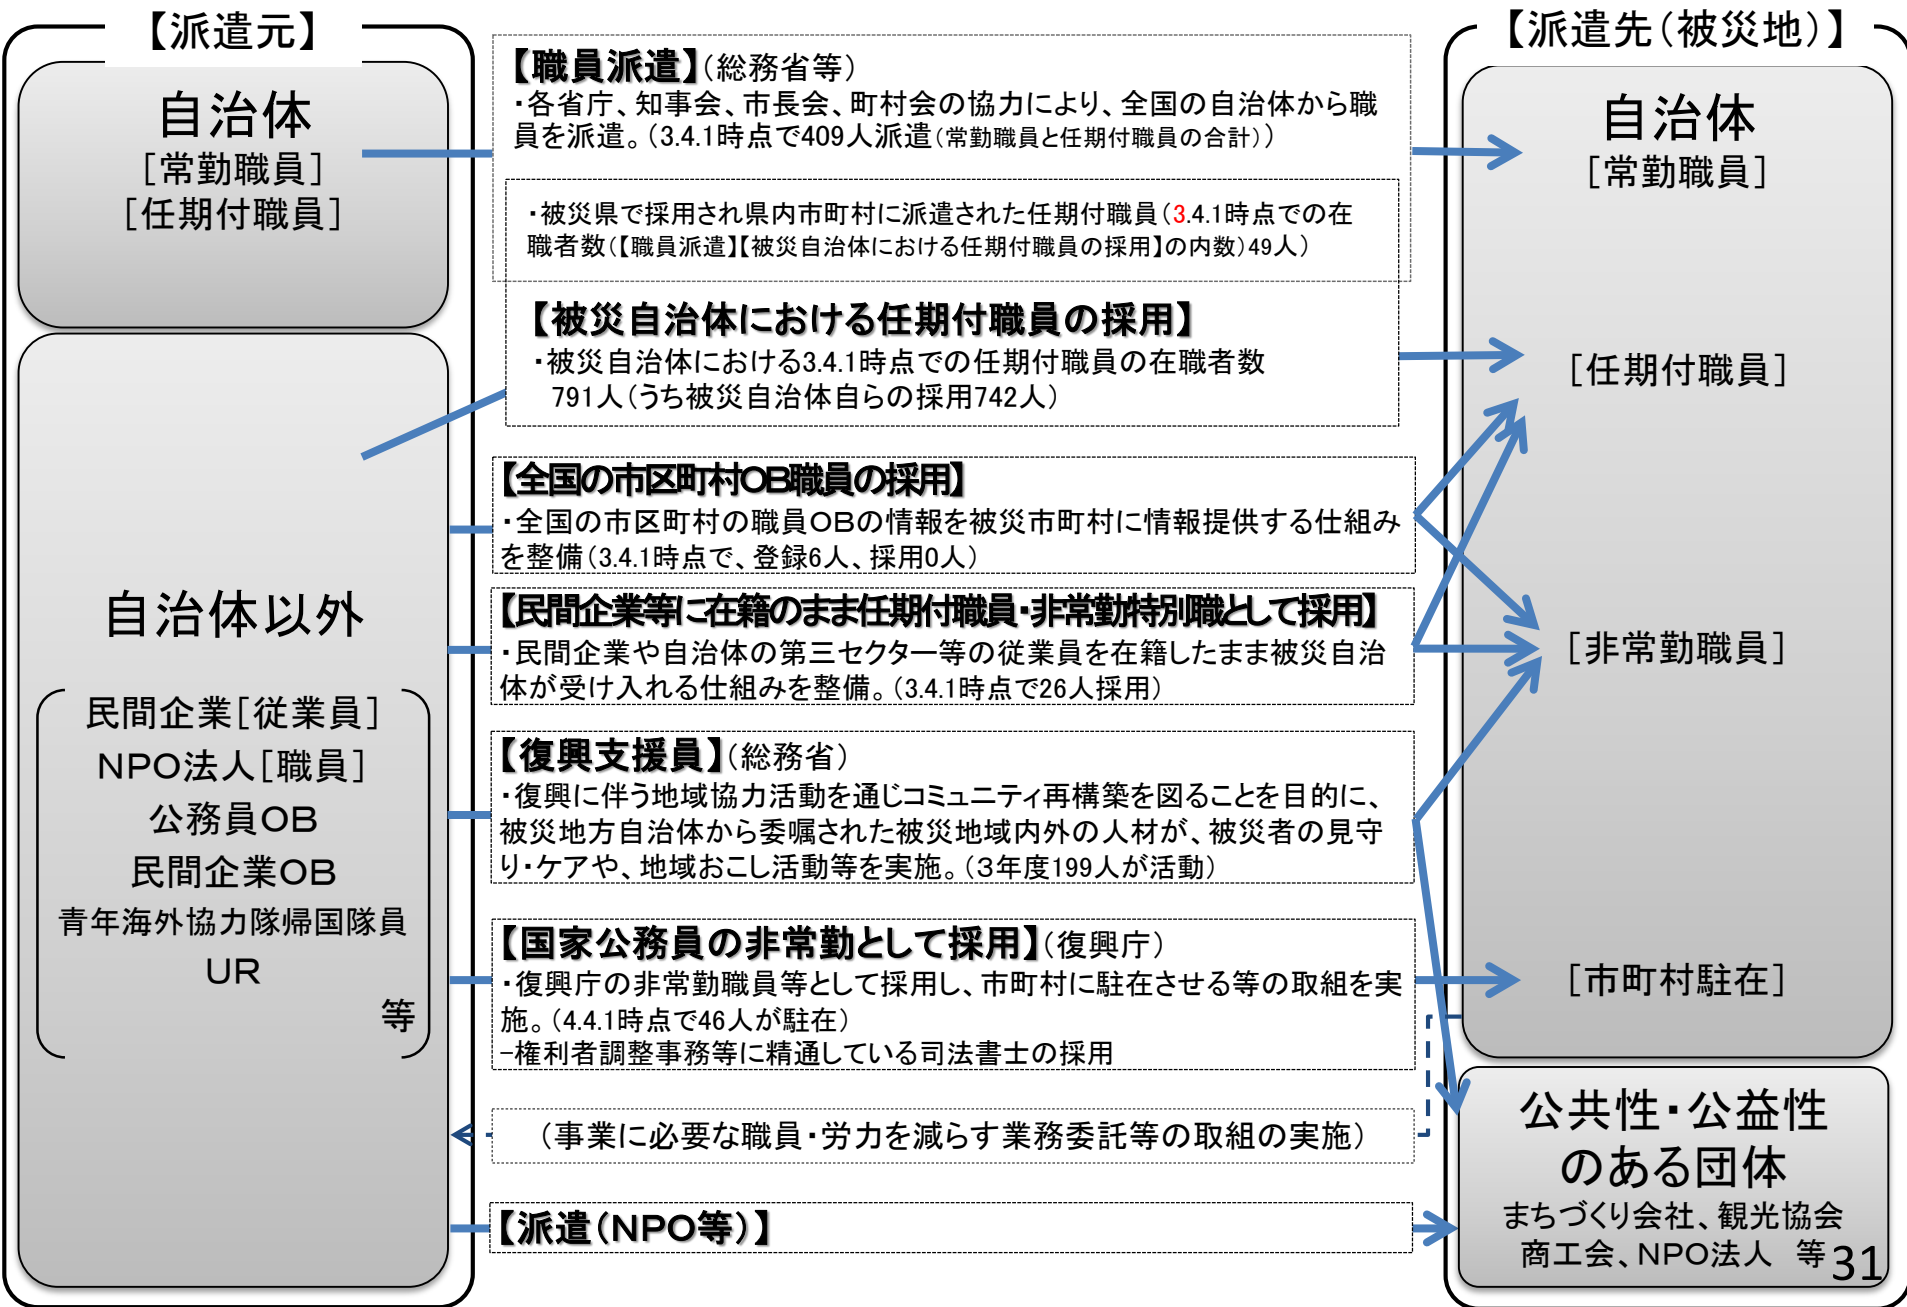 【派遣元】
自治体
［常勤職員］
［任期付職員］
自治体以外
民間企業［従業員］
NPO法人［職員］
公務員OB
民間企業OB
青年海外協力隊帰国隊員
UR
等
【職員派遣】（総務省等）
・各省庁、知事会、市長会、町村会の協力により、全国の自治体から職
員を派遣。（3.4.1時点で409人派遣（常勤職員と任期付職員の合計））
・被災県で採用され県内市町村に派遣された任期付職員（3.4.1時点での在
職者数（【職員派遣】【被災自治体における任期付職員の採用】の内数）49人）
【被災自治体における任期付職員の採用】
・被災自治体における3.4.1時点での任期付職員の在職者数
791人（うち被災自治体自らの採用742人）
【全国の市区町村OB職員の採用】
・全国の市区町村の職員OBの情報を被災市町村に情報提供する仕組み
を整備（3.4.1時点で、登録6人、採用0人）
【民間企業等に在籍のまま任期付職員・非常勤特別職として採用】
・民間企業や自治体の第三セクター等の従業員を在籍したまま被災自治
体が受け入れる仕組みを整備。（3.4.1時点で26人採用）
【復興支援員】（総務省）
・復興に伴う地域協力活動を通じコミュニティ再構築を図ることを目的に、
被災地方自治体から委嘱された被災地域内外の人材が、被災者の見守
り・ケアや、地域おこし活動等を実施。（３年度199人が活動）
【国家公務員の非常勤として採用】（復興庁）
・復興庁の非常勤職員等として採用し、市町村に駐在させる等の取組を実
施。（4.4.1時点で46人が駐在）
−権利者調整事務等に精通している司法書士の採用
（事業に必要な職員・労力を減らす業務委託等の取組の実施）
【派遣（NPO等）】
【派遣先（被災地）】
自治体
［常勤職員］
［任期付職員］
［非常勤職員］
［市町村駐在］
公共性・公益性
のある団体
まちづくり会社、観光協会
商工会、NPO法人　等
31